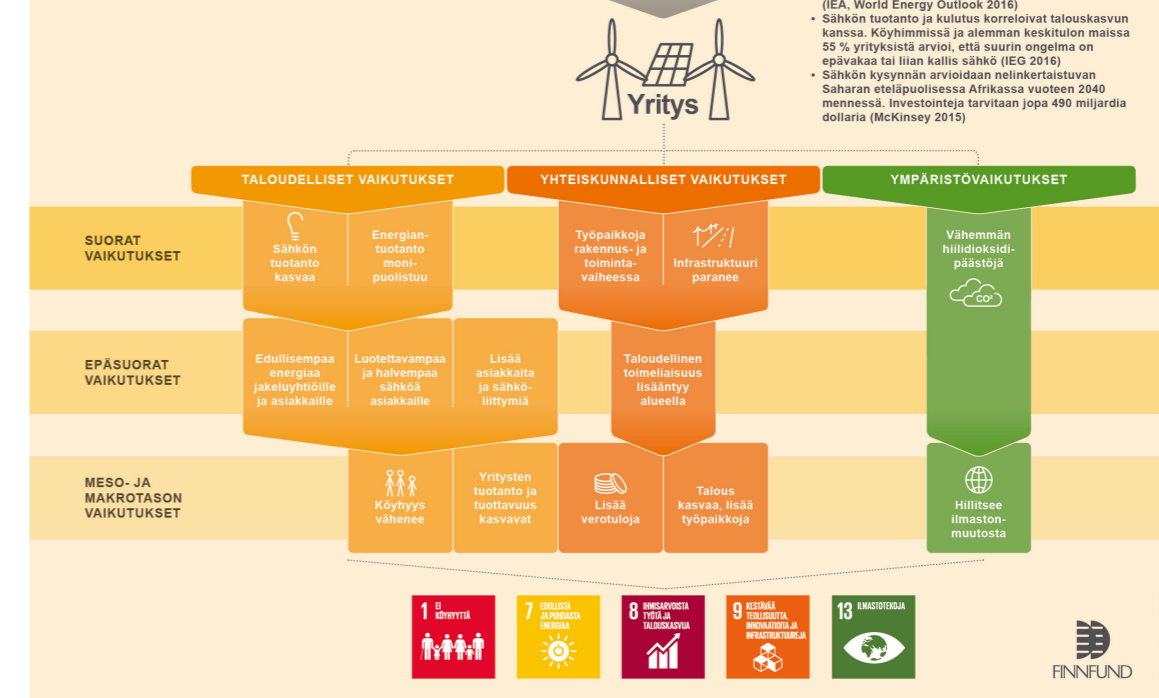 (IEA, World Energy Outlook 2016)
• Sähkön tuotanto ja kulutus korreloivat talouskasvun
kanssa. Köyhimmissä ja alemman keskitulon maissa
55 % yrityksistä arvioi, että suurin ongelma on
epävakaa tai liian kallis sähkö (IEG 2016)
• Sähkön kysynnän arvioidaan nelinkertaistuvan
Saharan eteläpuolisessa Afrikassa vuoteen 2040
mennessä. Investointeja tarvitaan jopa 490 miljardia
dollaria (McKinsey 2015)
Yritys
TALOUDELLISET VAIKUTUKSET
YHTEISKUNNALLISET VAIKUTUKSET
YMPÄRISTÖVAIKUTUKSET
SUORAT
VAIKUTUKSET
Sähkön
tuotanto
kasvaa
Energian-
tuotanto
moni-
puolistuu
Työpaikkoja
rakennus- ja
toiminta-
vaiheessa
Infrastruktuuri
paranee
Vähemmän
hiilidioksidi-
päästöjä
CO²
EPÄSUORAT
VAIKUTUKSET
Edullisempaa
energiaa
jakeluyhtiöille
ja asiakkaille
Luotettavampaa
ja halvempaa
sähköä
asiakkaille
Lisää
asiakkaita
ja sähkö-
liittymiä
Taloudellinen
toimeliaisuus
lisääntyy
alueella
MESO- JA
MAKROTASON
VAIKUTUKSET
Köyhyys
vähenee
Yritysten
tuotanto ja
tuottavuus
kasvavat
Lisää
verotuloja
Talous
kasvaa, lisää
työpaikkoja
Hillitsee
ilmaston-
muutosta
1 EI
KÖYHYYTTÄ
7 EDULLISTA
JA PUHDASTA
ENERGIAA
8 IHMISARVOISTA
TYÖTÄ JA
TALOUSKASVUA
9 KESTÄVÄÄ
TEOLLISUUTTA,
INNOVAATIOITA JA
INFRASTRUKTUUREJA
13 ILMASTOTEKOJA
FINNFUND